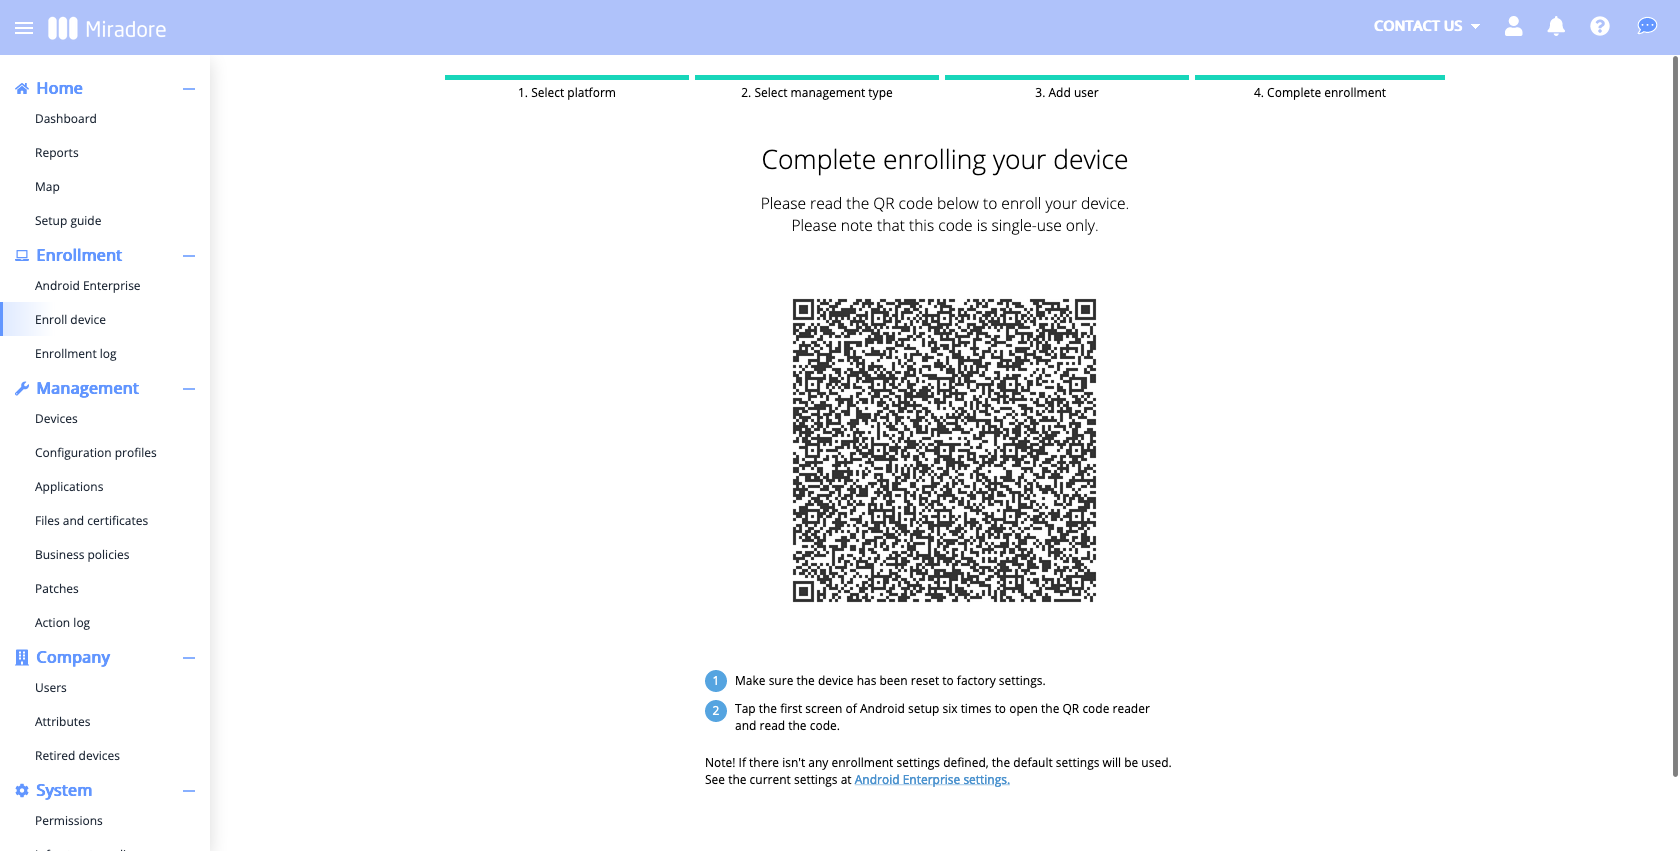 Miradore
CONTACT US
Home
Dashboard
Reports
Map
Setup guide
Enrollment
Android Enterprise
Enroll device
Enrollment log
Management
Devices
Configuration profiles
Applications
Files and certificates
Business policies
Patches
Action log
Company
Users
Attributes
Retired devices
System
Permissions
1. Select platform
2. Select management type
3. Add user
4. Complete enrollment
Complete enrolling your device
Please read the QR code below to enroll your device.
Please note that this code is single-use only.
1 Make sure the device has been reset to factory settings.
2 Tap the first screen of Android setup six times to open the QR code reader
and read the code.
Note! If there isn't any enrollment settings defined, the default settings will be used.
See the current settings at Android Enterprise settings.